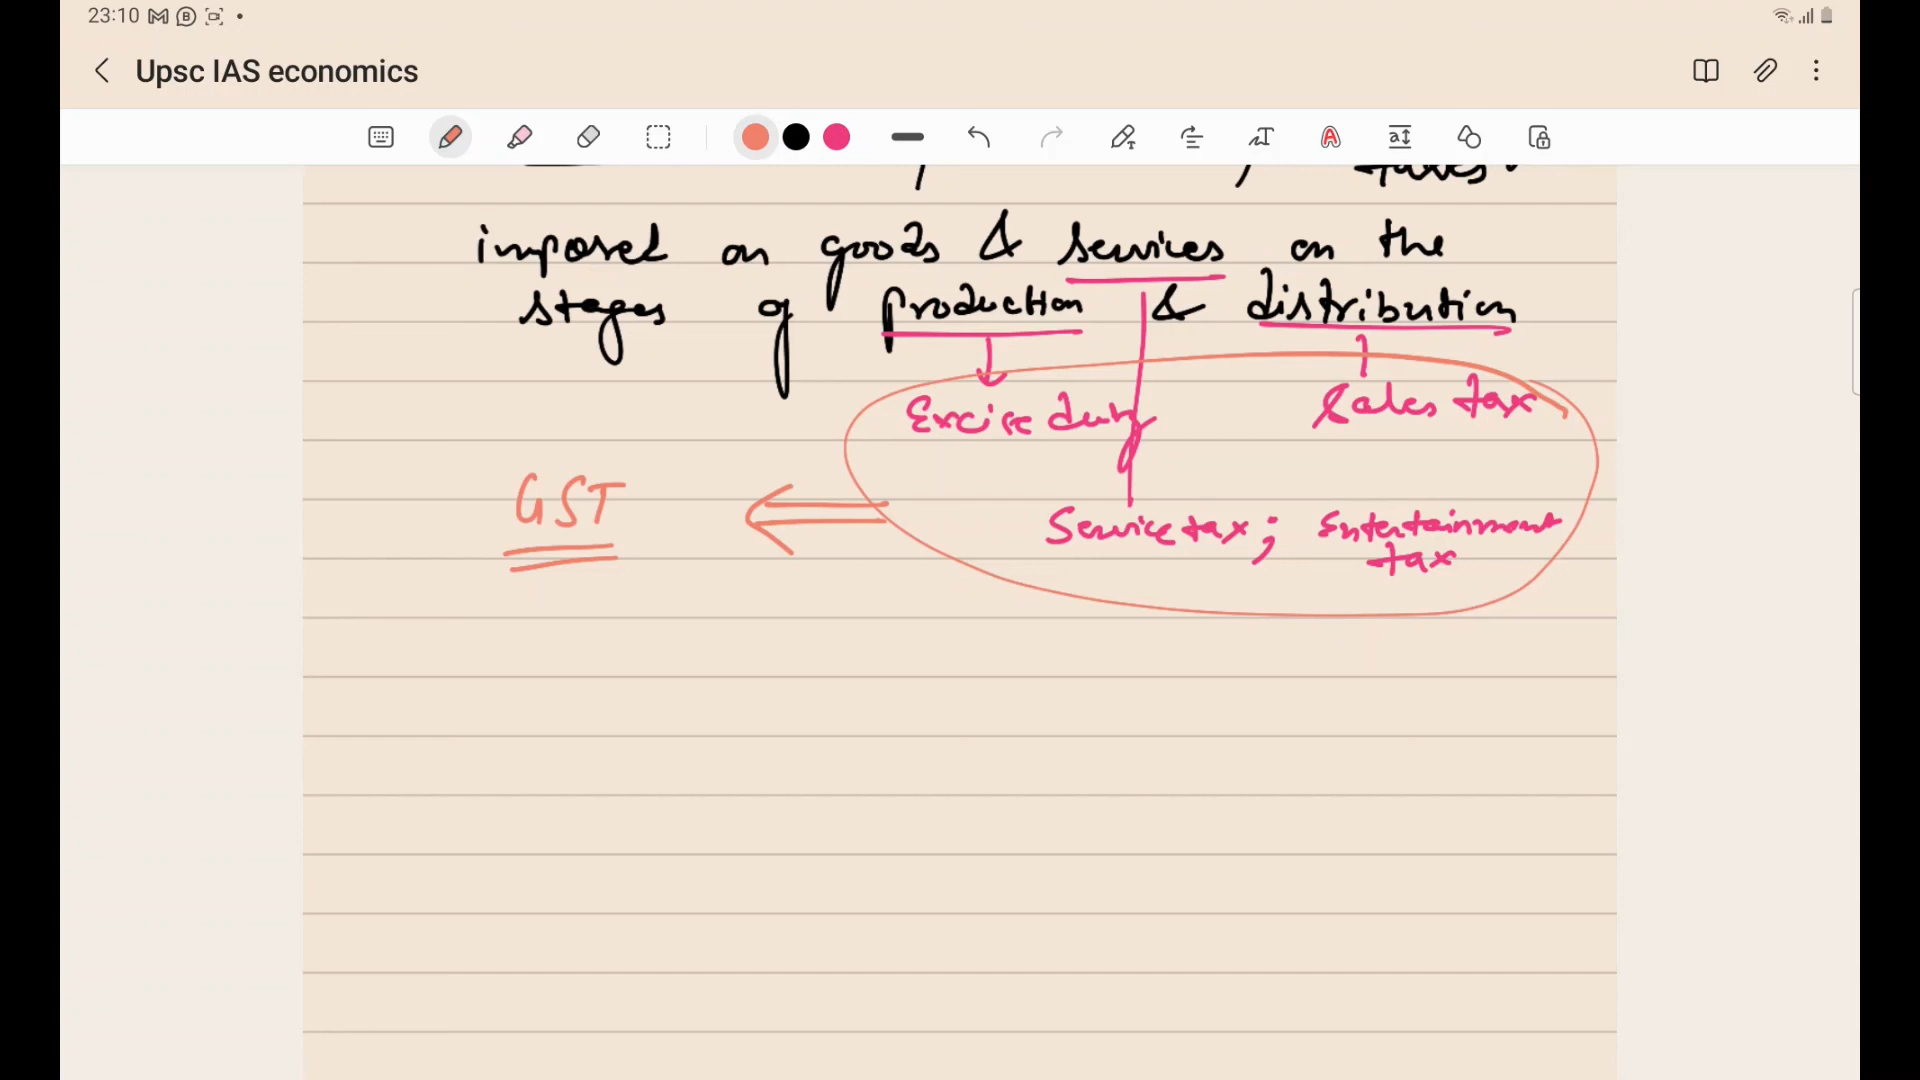 23:10
Upsc IAS economics
taxes
imposed on goods & services on the
stages of production & distribution
Excise duty
Sales tax
GST
Service tax; Entertainment
tax